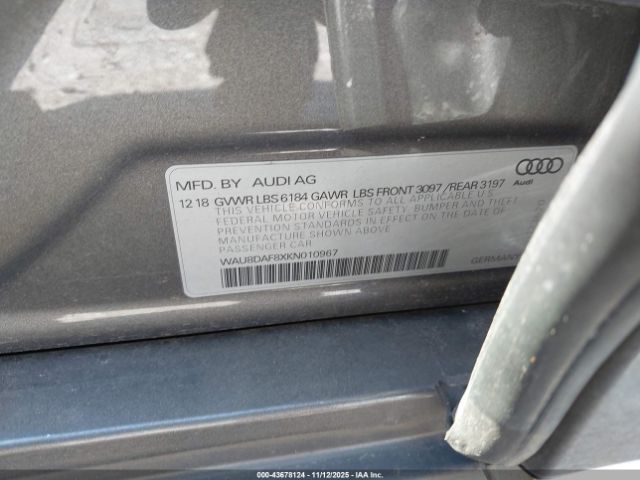 MFD. BY AUDI AG
12 18 GVWR LBS 6184 GAWR LBS FRONT 3097 /REAR 3197
THIS VEHICLE CONFORMS TO ALL APPLICABLE U.S.
FEDERAL MOTOR VEHICLE SAFETY, BUMPER AND THEFT
PREVENTION STANDARDS IN EFFECT ON THE DATE OF
MANUFACTURE SHOWN ABOVE
PASSENGER CAR
WAU8DAF8XKN010967
GERMANY
Audi
000-43678124 | 11/12/2025 - IAA, Inc.